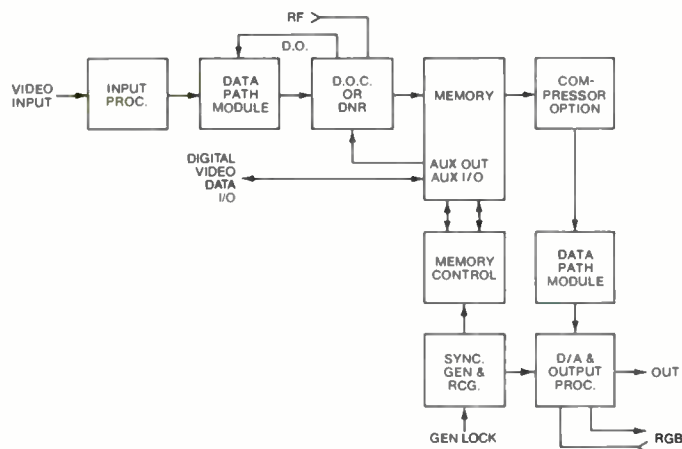 RF
D.O.
VIDEO
INPUT
INPUT
PROC.
DATA
PATH
MODULE
D.O.C.
OR
DNR
MEMORY
COM-
PRESSOR
OPTION
AUX OUT
AUX I/O
DIGITAL
VIDEO
DATA
I/O
MEMORY
CONTROL
DATA
PATH
MODULE
SYNC.
GEN &
RCG.
D/A &
OUTPUT
PROC.
OUT
GEN LOCK
RGB